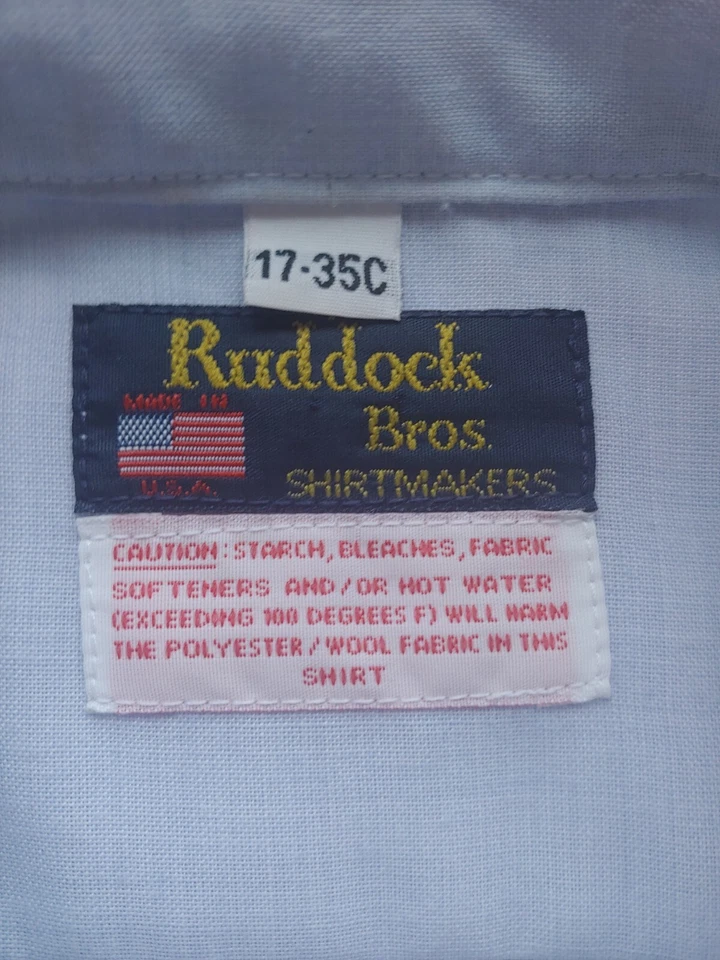 17-35C
Ruddock
MADE IN
Bros.
U.S.A.
SHIRTMAKERS
CAUTION: STARCH, BLEACHES, FABRIC
SOFTENERS AND/OR HOT WATER
(EXCEEDING 100 DEGREES F) WILL HARM
THE POLYESTER/WOOL FABRIC IN THIS
SHIRT